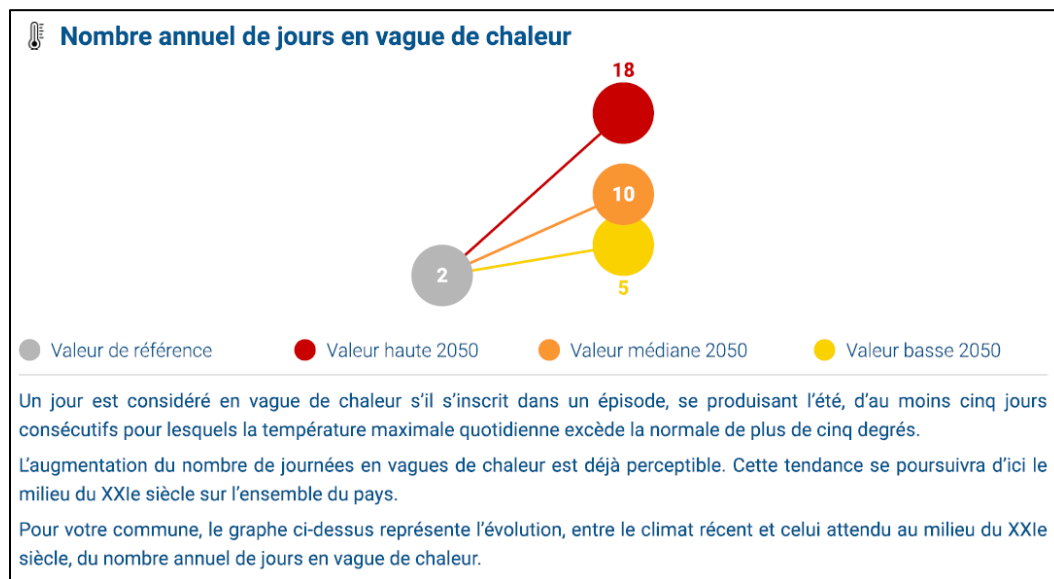 Nombre annuel de jours en vague de chaleur
18
10
2
5
Valeur de référence Valeur haute 2050 Valeur médiane 2050 Valeur basse 2050
Un jour est considéré en vague de chaleur s’il s’inscrit dans un épisode, se produisant l’été, d’au moins cinq jours
consécutifs pour lesquels la température maximale quotidienne excède la normale de plus de cinq degrés.
L’augmentation du nombre de journées en vagues de chaleur est déjà perceptible. Cette tendance se poursuivra d’ici le
milieu du XXIe siècle sur l’ensemble du pays.
Pour votre commune, le graphe ci-dessus représente l’évolution, entre le climat récent et celui attendu au milieu du XXIe
siècle, du nombre annuel de jours en vague de chaleur.